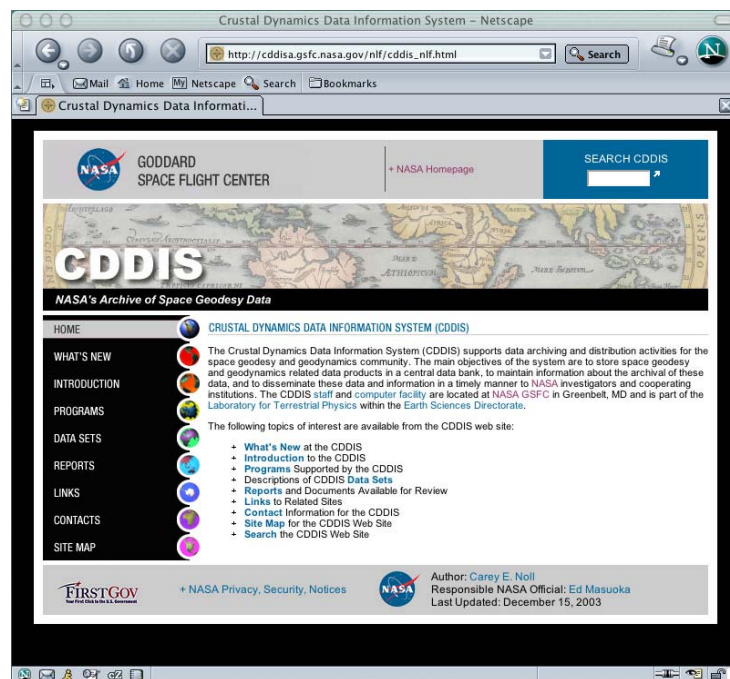 Crustal Dynamics Data Information System – Netscape
http://cddisa.gsfc.nasa.gov/nlf/cddis_nlf.html
Search
N
Mail Home My Netscape Search Bookmarks
Crustal Dynamics Data Informati...
NASA
GODDARD
SPACE FLIGHT CENTER
+ NASA Homepage
SEARCH CDDIS
CDDIS
NASA's Archive of Space Geodesy Data
HOME
WHAT'S NEW
INTRODUCTION
PROGRAMS
DATA SETS
REPORTS
LINKS
CONTACTS
SITE MAP
CRUSTAL DYNAMICS DATA INFORMATION SYSTEM (CDDIS)
The Crustal Dynamics Data Information System (CDDIS) supports data archiving and distribution activities for the
space geodesy and geodynamics community. The main objectives of the system are to store space geodesy
and geodynamics related data products in a central data bank, to maintain information about the archival of these
data, and to disseminate these data and information in a timely manner to NASA investigators and cooperating
institutions. The CDDIS staff and computer facility are located at NASA GSFC in Greenbelt, MD and is part of the
Laboratory for Terrestrial Physics within the Earth Sciences Directorate.
The following topics of interest are available from the CDDIS web site:
+ What's New at the CDDIS
+ Introduction to the CDDIS
+ Programs Supported by the CDDIS
+ Descriptions of CDDIS Data Sets
+ Reports and Documents Available for Review
+ Links to Related Sites
+ Contact Information for the CDDIS
+ Site Map for the CDDIS Web Site
+ Search the CDDIS Web Site
FIRSTGOV
Your First Click to the U.S. Government
+ NASA Privacy, Security, Notices
NASA
Author: Carey E. Noll
Responsible NASA Official: Ed Masuoka
Last Updated: December 15, 2003